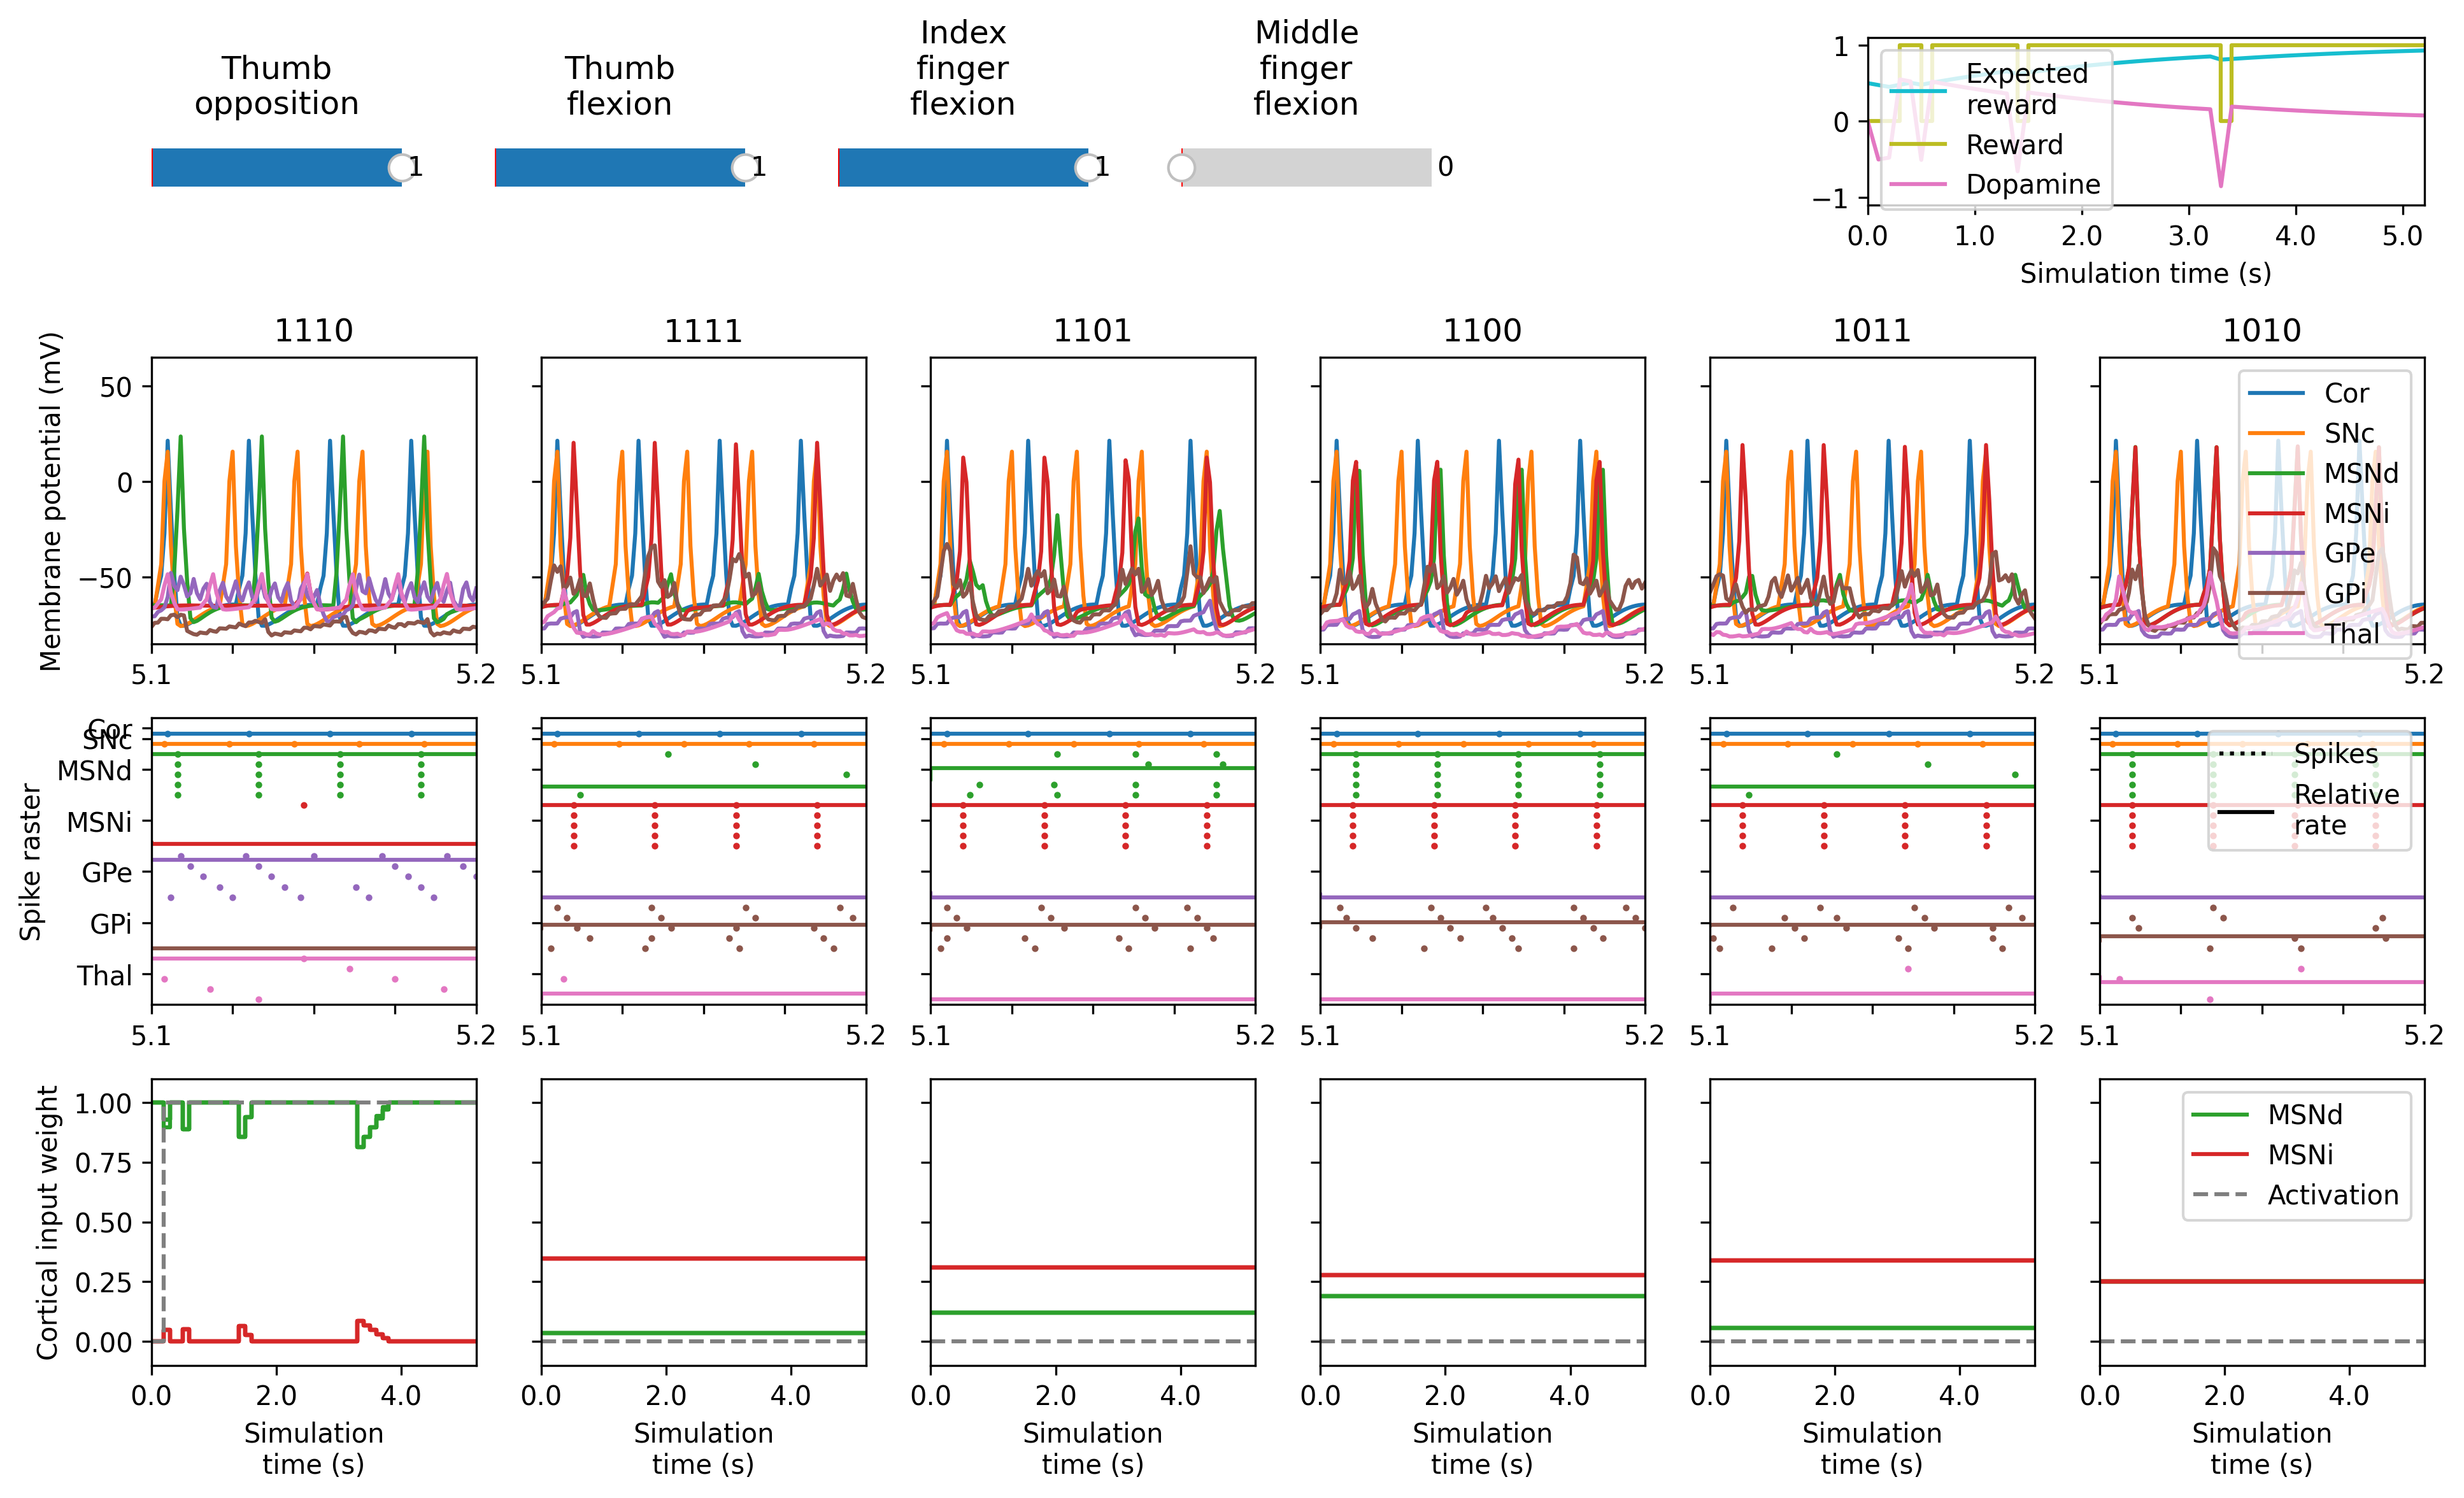 Thumb
opposition
Thumb
flexion
Index
finger
flexion
Middle
finger
flexion
1
1
1
0
1
0
−1
Expected
reward
Reward
Dopamine
0.0 1.0 2.0 3.0 4.0 5.0
Simulation time (s)
1110 1111 1101 1100 1011 1010
Membrane potential (mV)
50
0
−50
Cor
SNc
MSNd
MSNi
GPe
GPi
Thal
5.1 5.2 5.1 5.2 5.1 5.2 5.1 5.2 5.1 5.2 5.1 5.2
Spike raster
Cor
SNc
MSNd
MSNi
GPe
GPi
Thal
Spikes
Relative
rate
5.1 5.2 5.1 5.2 5.1 5.2 5.1 5.2 5.1 5.2 5.1 5.2
Cortical input weight
1.00
0.75
0.50
0.25
0.00
MSNd
MSNi
Activation
0.0 2.0 4.0 0.0 2.0 4.0 0.0 2.0 4.0 0.0 2.0 4.0 0.0 2.0 4.0 0.0 2.0 4.0
Simulation
time (s)
Simulation
time (s)
Simulation
time (s)
Simulation
time (s)
Simulation
time (s)
Simulation
time (s)